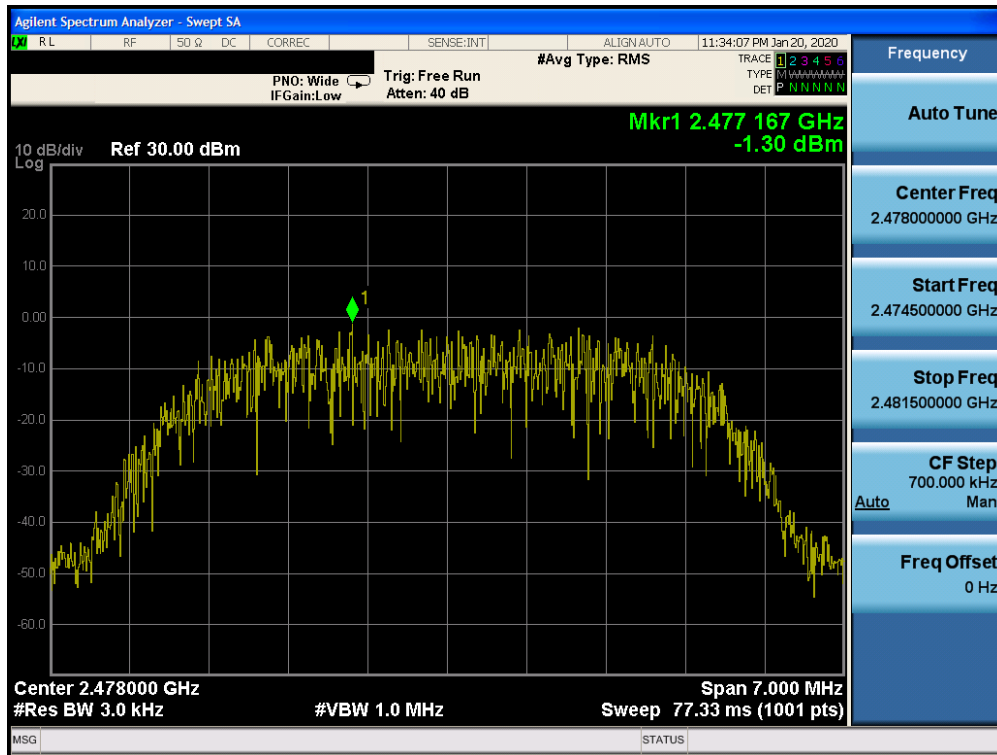 Agilent Spectrum Analyzer - Swept SA
LXI RL RF 50 Ω DC CORREC SENSE:INT ALIGN AUTO 11:34:07 PM Jan 20, 2020
Frequency
#Avg Type: RMS
TRACE 1 2 3 4 5 6
PNO: Wide
Trig: Free Run
TYPE M WWWWW
IFGain:Low
Atten: 40 dB
DET P N N N N N
Auto Tune
Mkr1 2.477 167 GHz
-1.30 dBm
10 dB/div
Ref 30.00 dBm
Log
20.0
10.0
0.00
-10.0
-20.0
-30.0
-40.0
-50.0
-60.0
1
Center Freq
2.478000000 GHz
Start Freq
2.474500000 GHz
Stop Freq
2.481500000 GHz
CF Step
700.000 kHz
Auto Man
Freq Offset
0 Hz
Center 2.478000 GHz
Span 7.000 MHz
#Res BW 3.0 kHz
#VBW 1.0 MHz
Sweep 77.33 ms (1001 pts)
MSG
STATUS